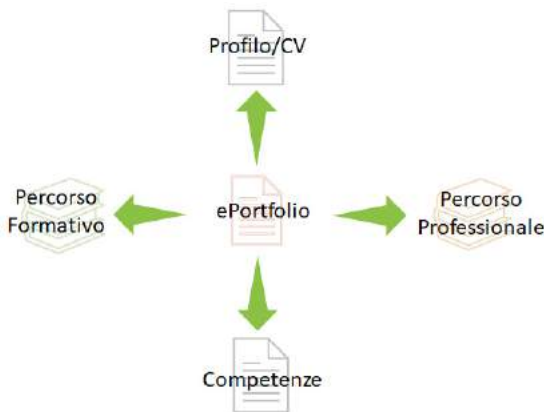 Profilo/CV
Percorso
Formativo
ePortfolio
Percorso
Professionale
Competenze